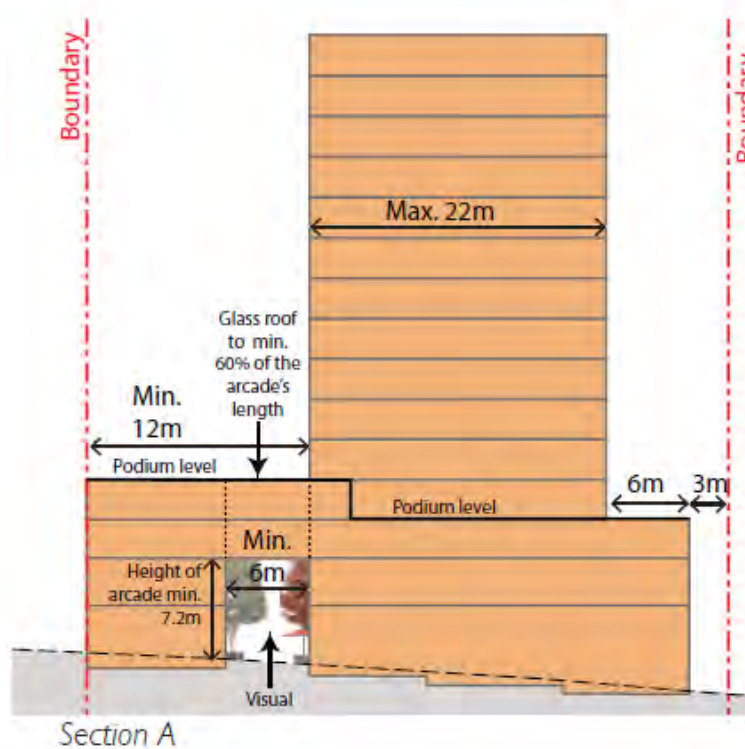 Boundary
Boundary
Max. 22m
Glass roof
to min.
60% of the
arcade's
length
Min.
12m
Podium level
6m
3m
Podium level
Min.
6m
Height of
arcade min.
7.2m
Visual
Section A